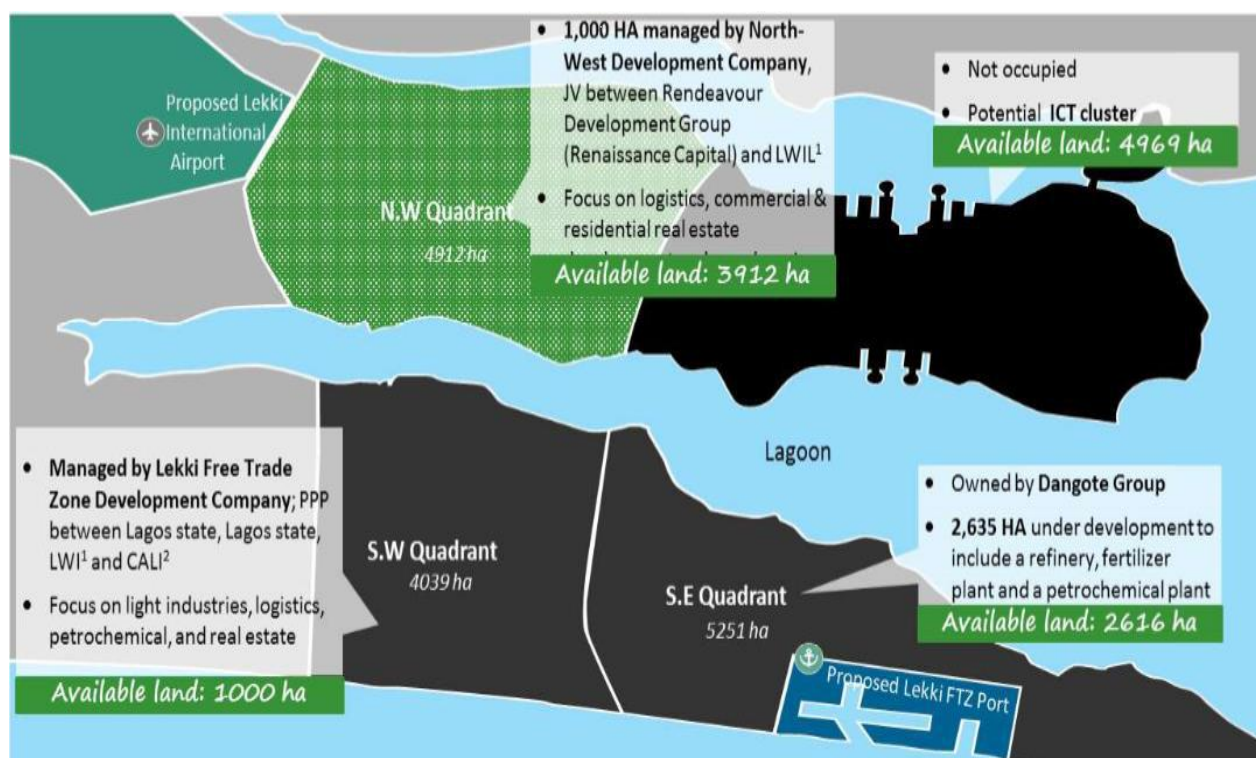 Proposed Lekki
International
Airport
N.W Quadrant
4912 ha
• 1,000 HA managed by North-
West Development Company,
JV between Rendeavour
Development Group
(Renaissance Capital) and LWIL¹
• Focus on logistics, commercial &
residential real estate
Available land: 3912 ha
• Not occupied
• Potential ICT cluster
Available land: 4969 ha
Lagoon
• Managed by Lekki Free Trade
Zone Development Company; PPP
between Lagos state, Lagos state,
LWI¹ and CALI²
• Focus on light industries, logistics,
petrochemical, and real estate
Available land: 1000 ha
S.W Quadrant
4039 ha
S.E Quadrant
5251 ha
• Owned by Dangote Group
• 2,635 HA under development to
include a refinery, fertilizer
plant and a petrochemical plant
Available land: 2616 ha
Proposed Lekki FTZ Port